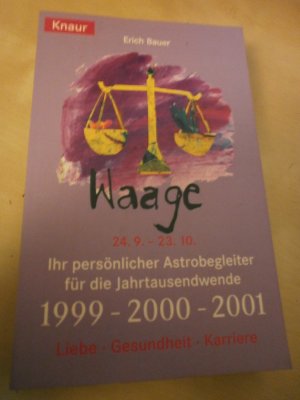 Knaur
Erich Bauer
Waage
24. 9. – 23. 10.
Ihr persönlicher Astrobegleiter
für die Jahrtausendwende
1999 – 2000 – 2001
Liebe · Gesundheit · Karriere